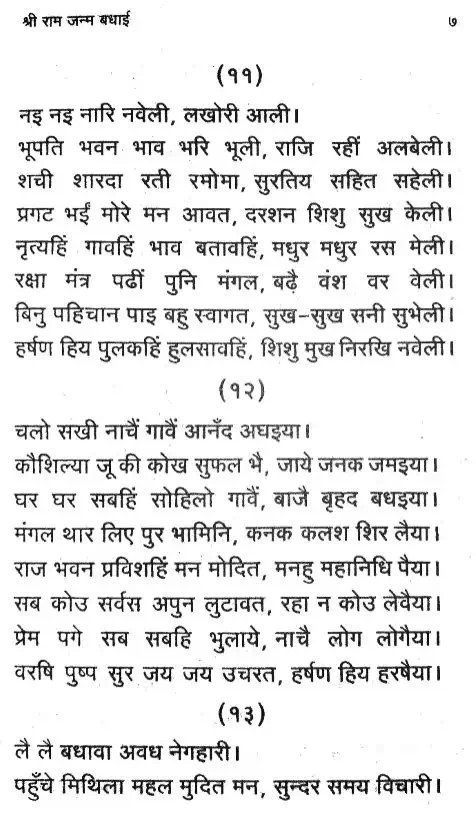 श्री राम जन्म बधाई ७
(११)
नइ नइ नारि नवेली, लखोरी आली।
भूपति भवन भाव भरि भूली, राजि रहीं अलबेली।
शची शारदा रती रमोमा, सुरतिय सहित सहेली।
प्रगट भईं मोरे मन आवत, दरशन शिशु सुख केली।
नृत्यहिं गावहिं भाव बतावहिं, मधुर मधुर रस मेली।
रक्षा मंत्र पढीं पुनि मंगल, बढ़ै वंश वर वेली।
बिनु पहिचान पाइ बहु स्वागत, सुख-सुख सनी सुभेली।
हर्षण हिय पुलकहिं हुलसावहिं, शिशु मुख निरखि नवेली।
(१२)
चलो सखी नाचैं गावैं आनँद अघइया।
कौशिल्या जू की कोख सुफल भै, जाये जनक जमइया।
घर घर सबहिं सोहिलो गावैं, बाजै बृहद बधइया।
मंगल थार लिए पुर भामिनि, कनक कलश शिर लैया।
राज भवन प्रविशहिं मन मोदित, मनहु महानिधि पैया।
सब कोउ सर्वस अपुन लुटावत, रहा न कोउ लेवैया।
प्रेम पगे सब सबहि भुलाये, नाचै लोग लोगैया।
वरषि पुष्प सुर जय जय उचरत, हर्षण हिय हरषैया।
(१३)
लै लै बधावा अवध नेगहारी।
पहुँचे मिथिला महल मुदित मन, सुन्दर समय विचारी।